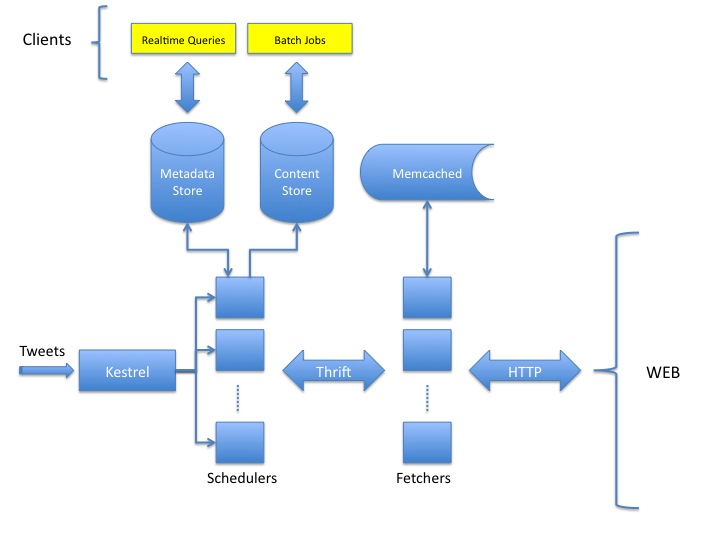 Clients
Realtime Queries
Batch Jobs
Metadata
Store
Content
Store
Memcached
Tweets
Kestrel
Thrift
HTTP
WEB
Schedulers
Fetchers